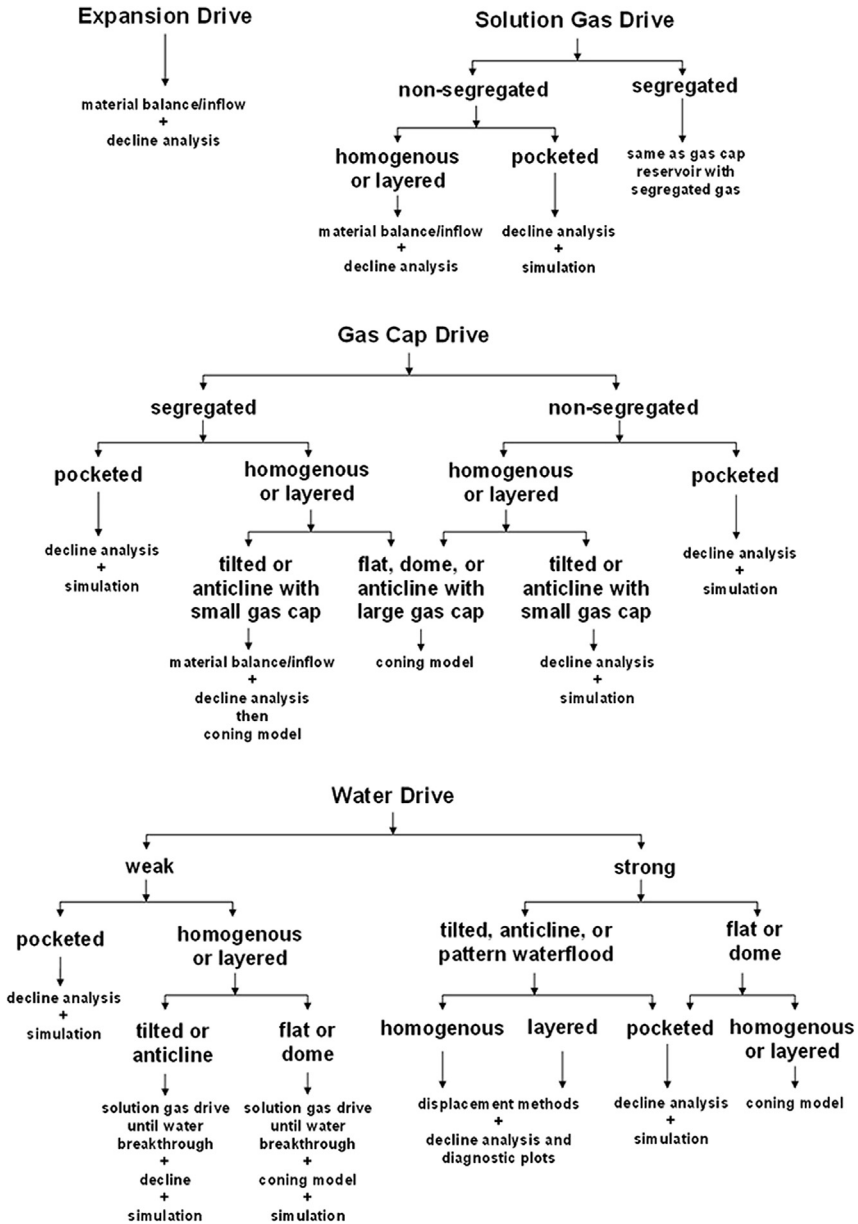 Expansion Drive
material balance/inflow
+
decline analysis
Solution Gas Drive
non-segregated
segregated
homogenous
or layered
pocketed
same as gas cap
reservoir with
segregated gas
material balance/inflow
+
decline analysis
decline analysis
+
simulation
Gas Cap Drive
segregated
non-segregated
pocketed
homogenous
or layered
homogenous
or layered
pocketed
decline analysis
+
simulation
tilted or
anticline with
small gas cap
flat, dome, or
anticline with
large gas cap
tilted or
anticline with
small gas cap
decline analysis
+
simulation
material balance/inflow
+
decline analysis
then
coning model
coning model
decline analysis
+
simulation
Water Drive
weak
strong
pocketed
homogenous
or layered
tilted, anticline, or
pattern waterflood
flat or
dome
decline analysis
+
simulation
tilted or
anticline
flat or
dome
homogenous
layered
pocketed
homogenous
or layered
solution gas drive
until water
breakthrough
+
decline
+
simulation
solution gas drive
until water
breakthrough
+
coning model
+
simulation
displacement methods
+
decline analysis and
diagnostic plots
decline analysis
+
simulation
coning model